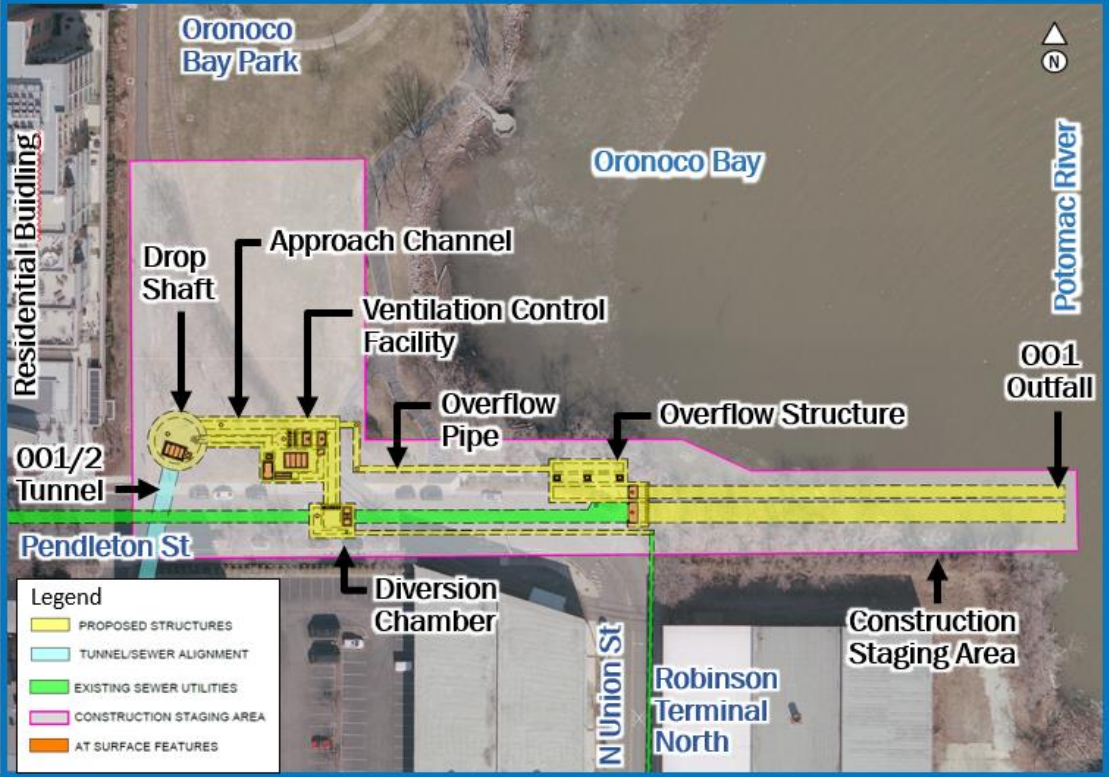 Oronoco
Bay Park
N
Oronoco Bay
Potomac River
Residential Buidling
Approach Channel
Drop
Shaft
Ventilation Control
Facility
001
Outfall
Overflow
Pipe
Overflow Structure
001/2
Tunnel
Pendleton St
Diversion
Chamber
Construction
Staging Area
N Union St
Robinson
Terminal
North
Legend
PROPOSED STRUCTURES
TUNNEL/SEWER ALIGNMENT
EXISTING SEWER UTILITIES
CONSTRUCTION STAGING AREA
AT SURFACE FEATURES